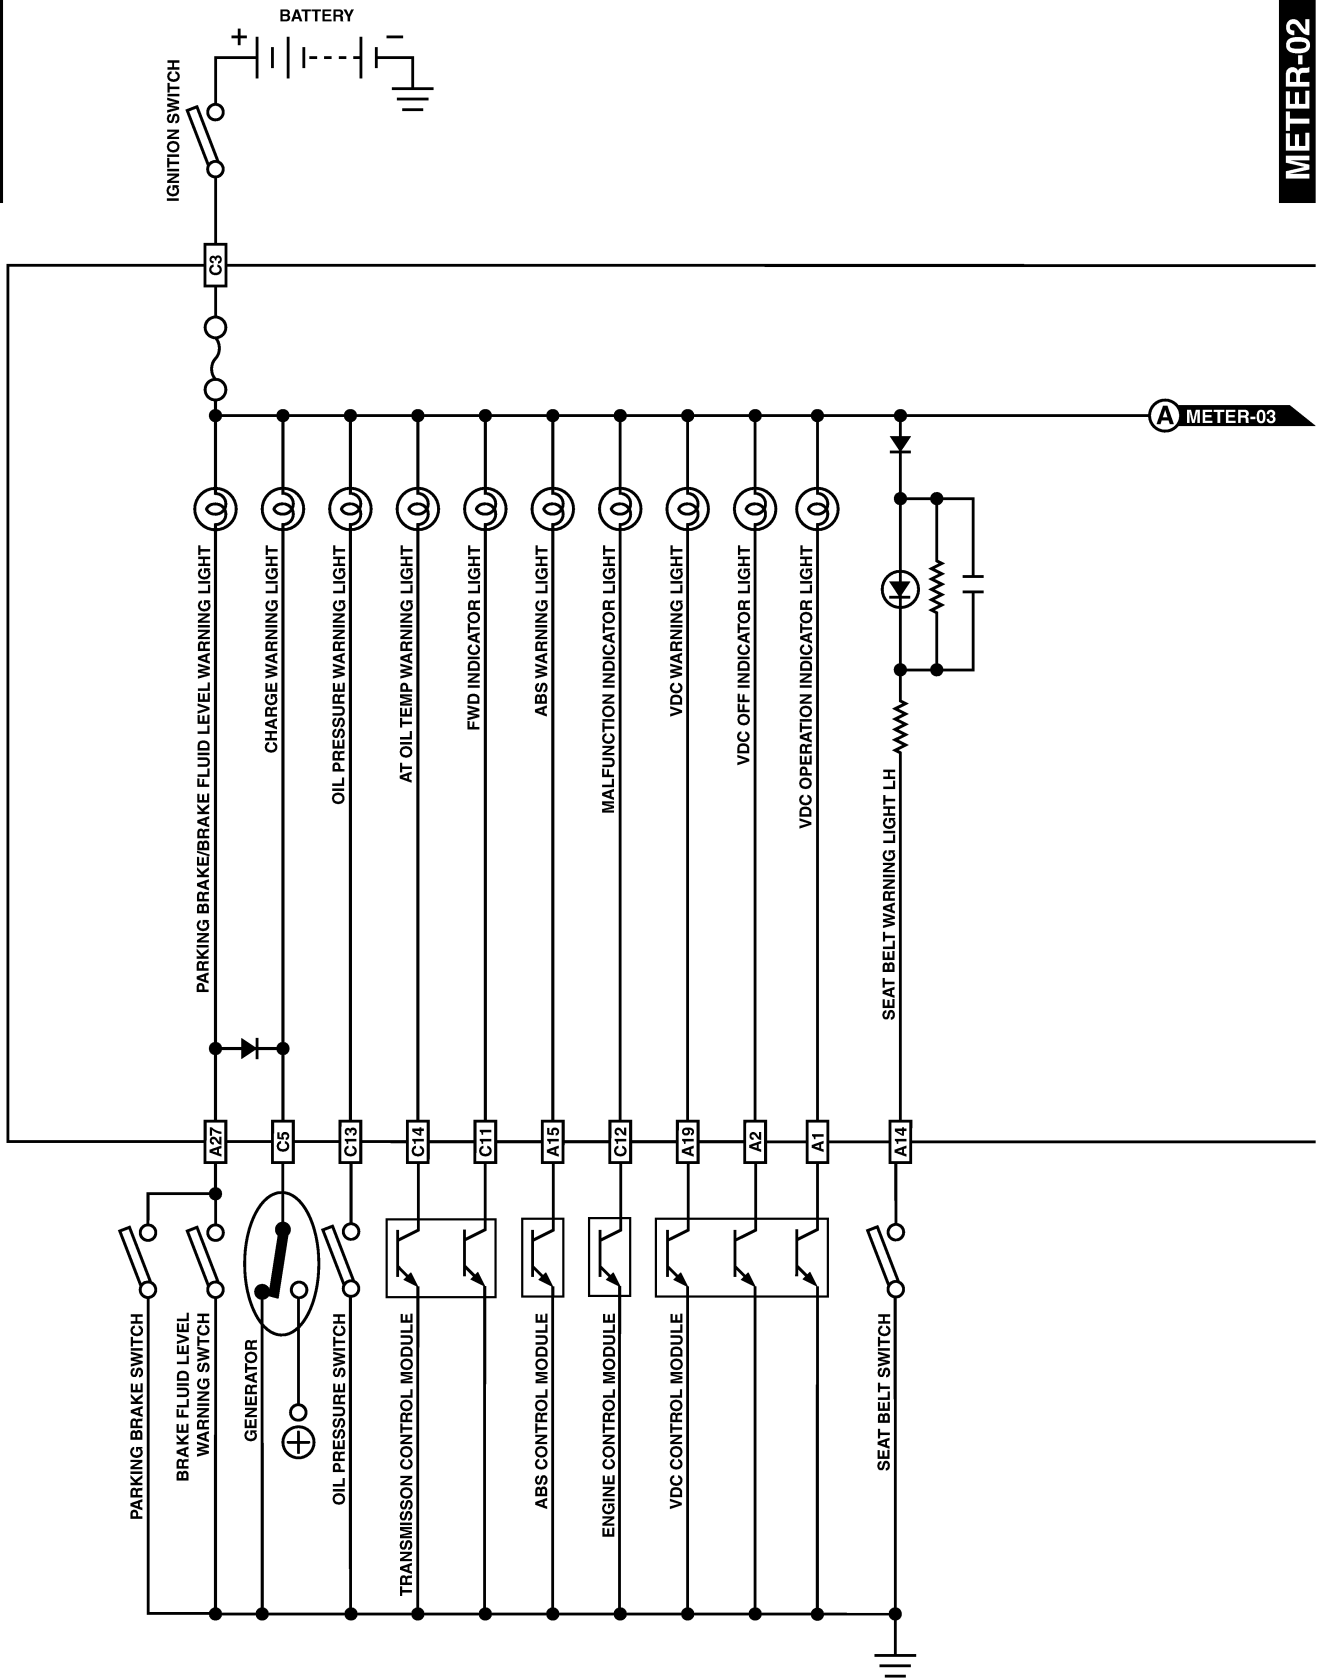 BATTERY
+
−
METER-02
IGNITION SWITCH
C3
A METER-03
PARKING BRAKE/BRAKE FLUID LEVEL WARNING LIGHT
CHARGE WARNING LIGHT
OIL PRESSURE WARNING LIGHT
AT OIL TEMP WARNING LIGHT
FWD INDICATOR LIGHT
ABS WARNING LIGHT
MALFUNCTION INDICATOR LIGHT
VDC WARNING LIGHT
VDC OFF INDICATOR LIGHT
VDC OPERATION INDICATOR LIGHT
SEAT BELT WARNING LIGHT LH
A27
C5
C13
C14
C11
A15
C12
A19
A2
A1
A14
PARKING BRAKE SWITCH
BRAKE FLUID LEVEL
WARNING SWTCH
GENERATOR
+
OIL PRESSURE SWITCH
TRANSMISSON CONTROL MODULE
ABS CONTROL MODULE
ENGINE CONTROL MODULE
VDC CONTROL MODULE
SEAT BELT SWITCH